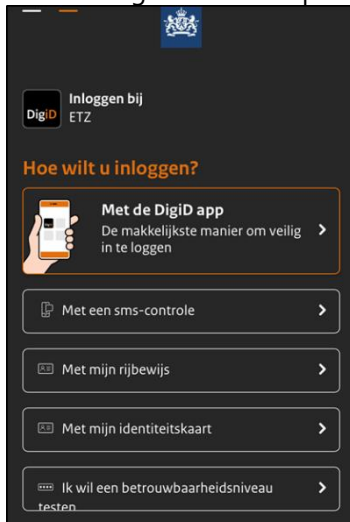 DigiD
Inloggen bij
ETZ
Hoe wilt u inloggen?
Met de DigiD app
De makkelijkste manier om veilig
in te loggen
Met een sms-controle
Met mijn rijbewijs
Met mijn identiteitskaart
Ik wil een betrouwbaarheidsniveau
testen